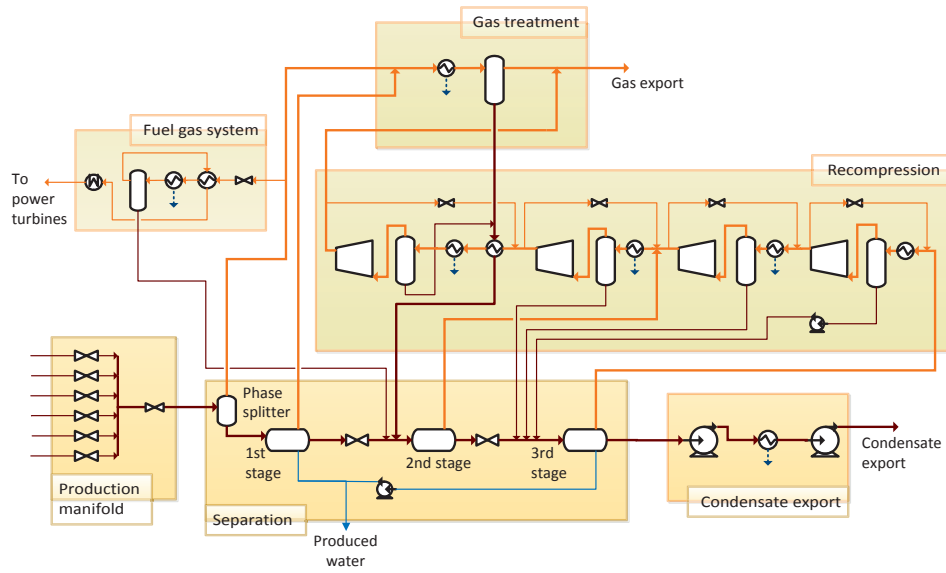 Gas treatment
Gas export
Fuel gas system
To
power
turbines
Recompression
Production
manifold
Phase
splitter
1st
stage
2nd stage
3rd
stage
Separation
Produced
water
Condensate
export
Condensate export